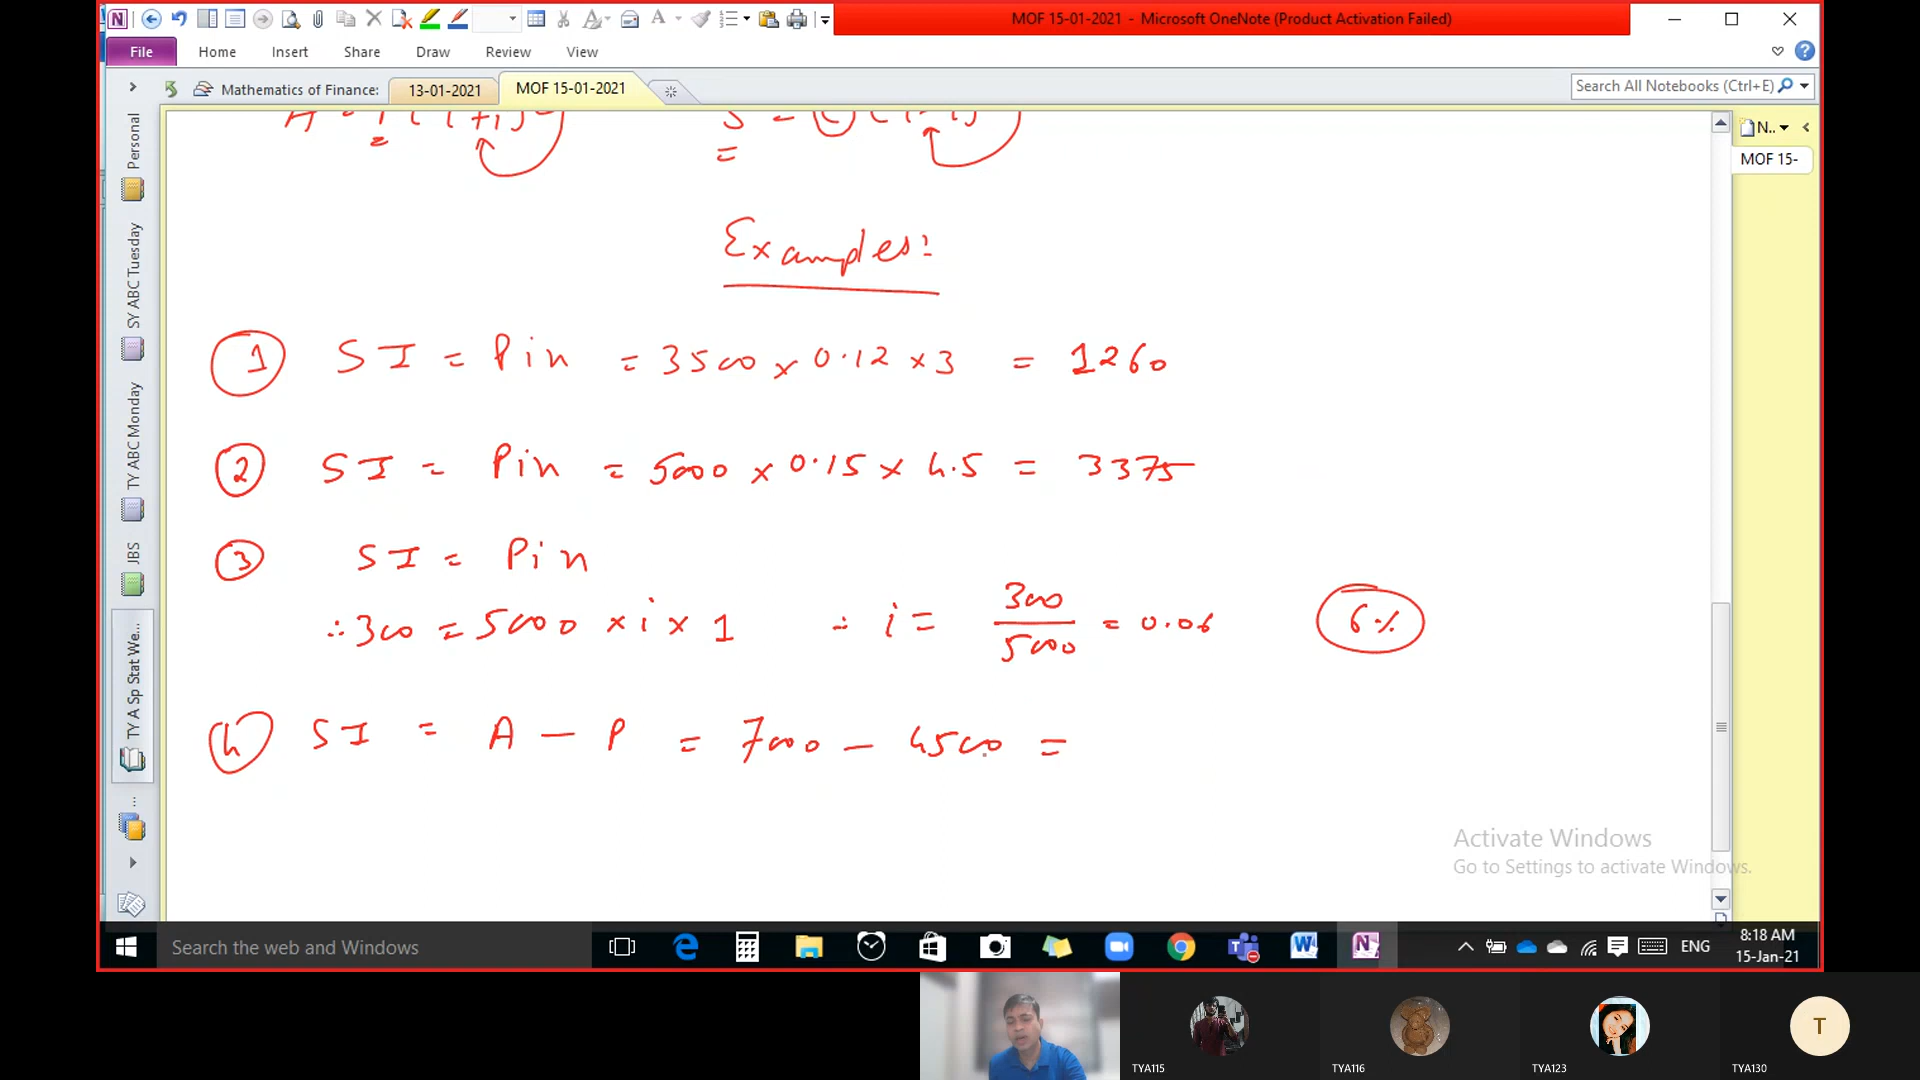 MOF 15-01-2021 - Microsoft OneNote (Product Activation Failed)
File Home Insert Share Draw Review View
Mathematics of Finance: 13-01-2021 MOF 15-01-2021
Search All Notebooks (Ctrl+E)
N..
MOF 15-
Personal
SY ABC Tuesday
TY ABC Monday
JBS
TY A Sp Stat We...
...
Examples:
1 SI = Pin = 3500 × 0.12 × 3 = 1260
2 SI = Pin = 5000 × 0.15 × 4.5 = 3375
3 SI = Pin
∴ 300 = 5000 × i × 1 ∴ i = 300/5000 = 0.06 6%
4 SI = A - P = 7000 - 4500 =
Activate Windows
Go to Settings to activate Windows.
Search the web and Windows
ENG
8:18 AM
15-Jan-21
T
TYA115 TYA116 TYA123 TYA130